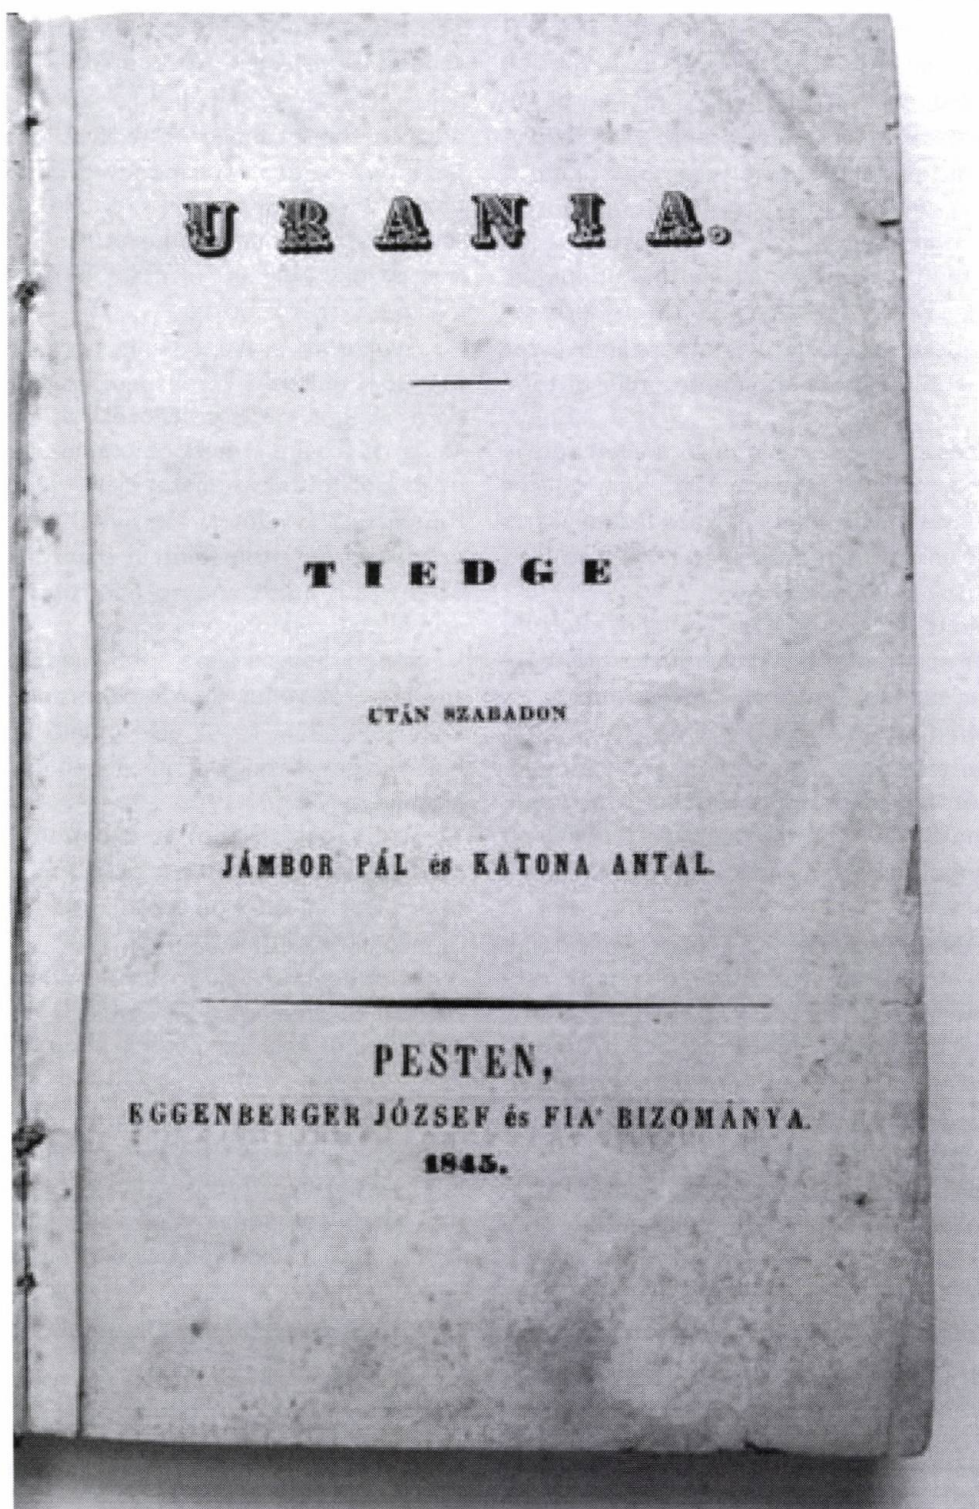 URANIA.
TIEDGE
UTÁN SZABADON
JÁMBOR PÁL és KATONA ANTAL.
PESTEN,
EGGENBERGER JÓZSEF és FIA' BIZOMÁNYA.
1845.